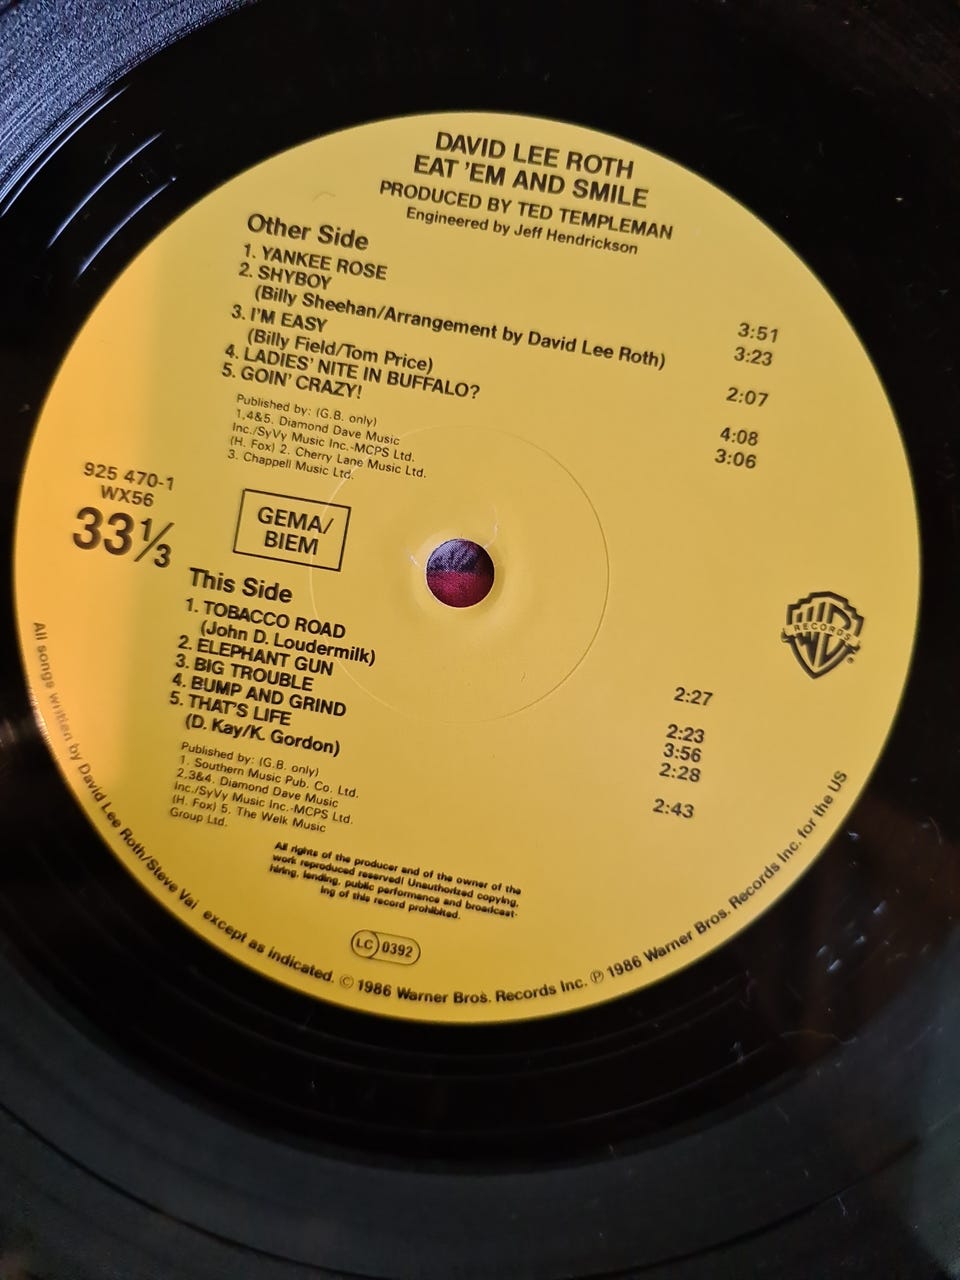 DAVID LEE ROTH
EAT 'EM AND SMILE
PRODUCED BY TED TEMPLEMAN
Engineered by Jeff Hendrickson
Other Side
1. YANKEE ROSE 3:51
2. SHYBOY 3:23
(Billy Sheehan/Arrangement by David Lee Roth)
3. I'M EASY 2:07
(Billy Field/Tom Price)
4. LADIES' NITE IN BUFFALO? 4:08
5. GOIN' CRAZY! 3:06
Published by: (G.B. only)
1,4&5. Diamond Dave Music
Inc./SyVy Music Inc.-MCPS Ltd.
(H. Fox) 2. Cherry Lane Music Ltd.
3. Chappell Music Ltd.
925 470-1
WX56
33⅓
GEMA/
BIEM
This Side
1. TOBACCO ROAD 2:27
(John D. Loudermilk)
2. ELEPHANT GUN 2:23
3. BIG TROUBLE 3:56
4. BUMP AND GRIND 2:28
5. THAT'S LIFE 2:43
(D. Kay/K. Gordon)
Published by: (G.B. only)
1. Southern Music Pub. Co. Ltd.
2,3&4. Diamond Dave Music
Inc./SyVy Music Inc.-MCPS Ltd.
(H. Fox) 5. The Welk Music
Group Ltd.
W RECORDS ®
All rights of the producer and of the owner of the
work reproduced reserved! Unauthorized copying,
hiring, lending, public performance and broadcast-
ing of this record prohibited.
LC 0392
All songs written by David Lee Roth/Steve Vai except as indicated. © 1986 Warner Bros. Records Inc. ℗ 1986 Warner Bros. Records Inc. for the US